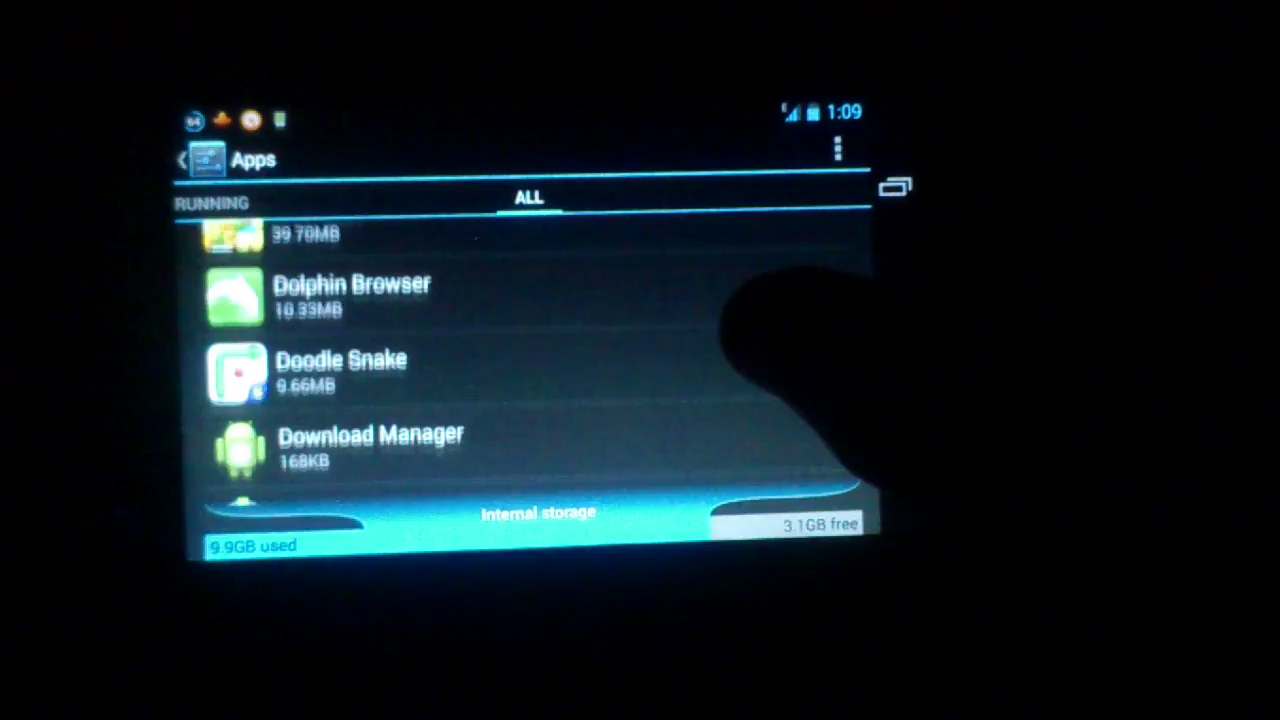 64
1:09
Apps
RUNNING
ALL
39.70MB
Dolphin Browser
10.33MB
Doodle Snake
9.66MB
Download Manager
168KB
Internal storage
9.9GB used
3.1GB free